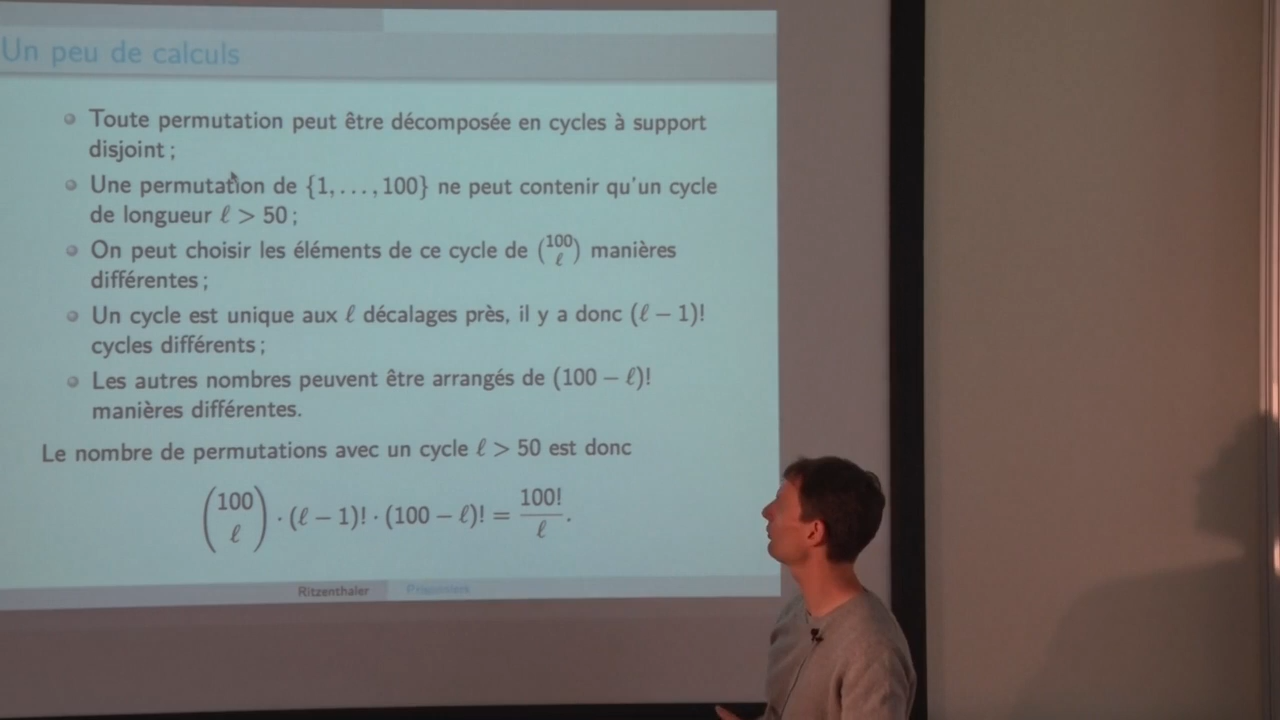 Un peu de calculs
Toute permutation peut être décomposée en cycles à support
disjoint ;
Une permutation de {1, . . . , 100} ne peut contenir qu'un cycle
de longueur ℓ > 50 ;
On peut choisir les éléments de ce cycle de (100 ℓ) manières
différentes ;
Un cycle est unique aux ℓ décalages près, il y a donc (ℓ − 1)!
cycles différents ;
Les autres nombres peuvent être arrangés de (100 − ℓ)!
manières différentes.
Le nombre de permutations avec un cycle ℓ > 50 est donc
(100 ℓ) · (ℓ − 1)! · (100 − ℓ)! = 100!/ℓ.
Ritzenthaler